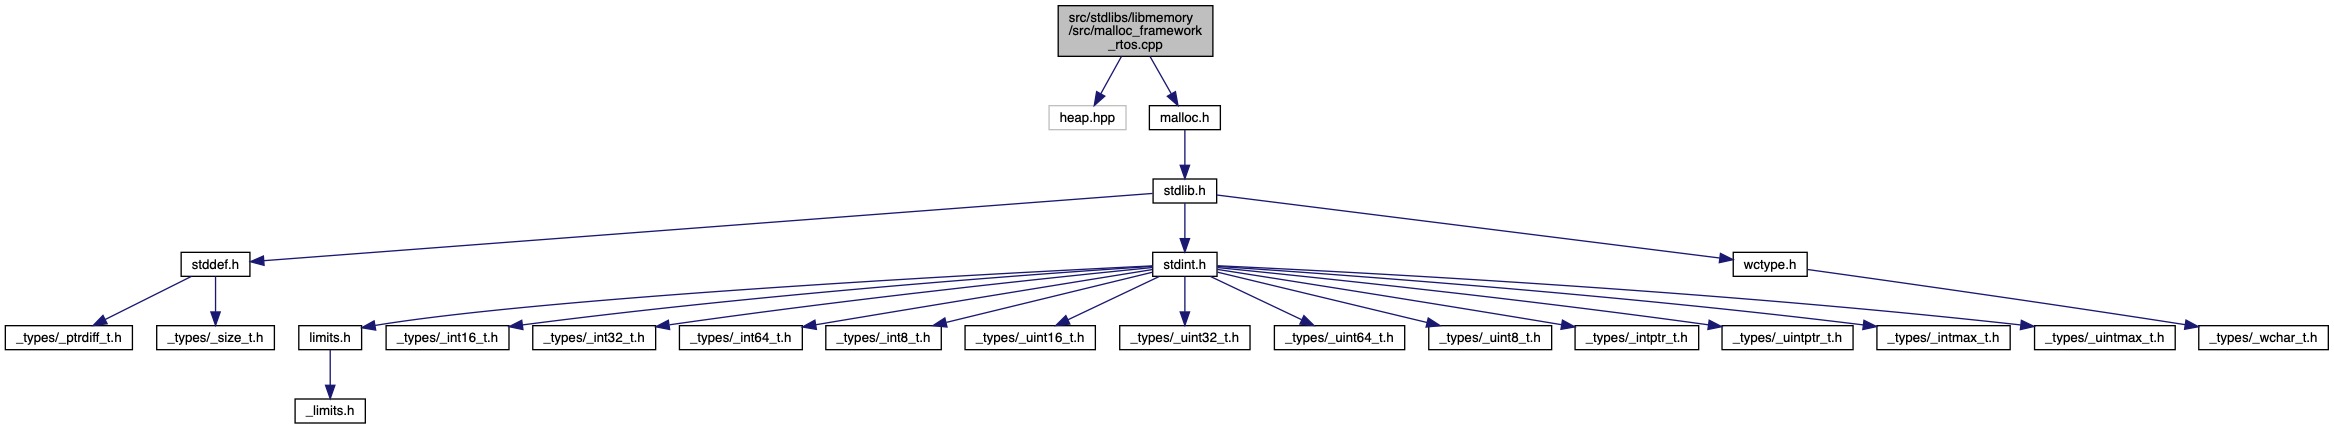 src/stdlibs/libmemory
/src/malloc_framework
_rtos.cpp
heap.hpp
malloc.h
stdlib.h
stddef.h
stdint.h
wctype.h
_types/_ptrdiff_t.h
_types/_size_t.h
limits.h
_types/_int16_t.h
_types/_int32_t.h
_types/_int64_t.h
_types/_int8_t.h
_types/_uint16_t.h
_types/_uint32_t.h
_types/_uint64_t.h
_types/_uint8_t.h
_types/_intptr_t.h
_types/_uintptr_t.h
_types/_intmax_t.h
_types/_uintmax_t.h
_types/_wchar_t.h
_limits.h